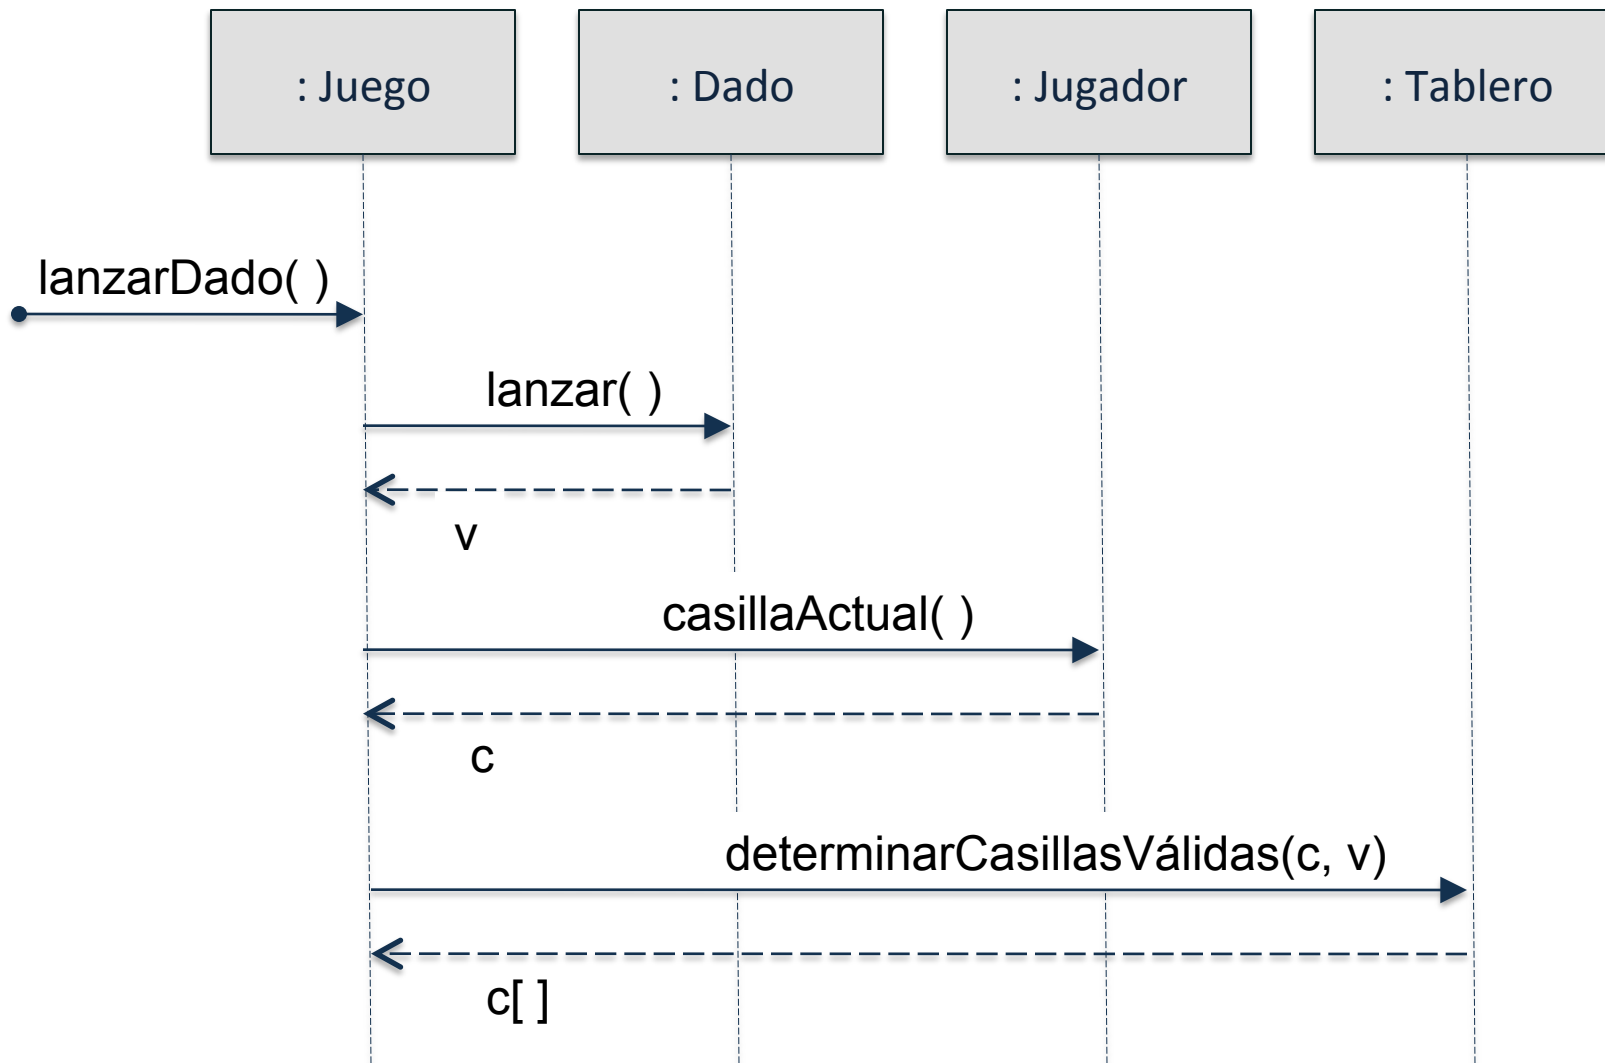 : Juego
: Dado
: Jugador
: Tablero
lanzarDado( )
lanzar( )
v
casillaActual( )
c
determinarCasillasVálidas(c, v)
c[ ]